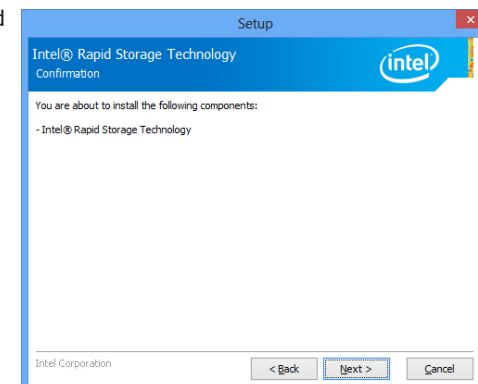 d
Setup
Intel® Rapid Storage Technology
Confirmation
intel
You are about to install the following components:
- Intel® Rapid Storage Technology
Intel Corporation
< Back
Next >
Cancel